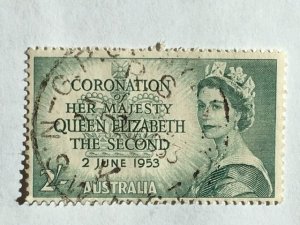 CORONATION
of
HER MAJESTY
QUEEN ELIZABETH
THE SECOND
2 JUNE 1953
2/-
AUSTRALIA